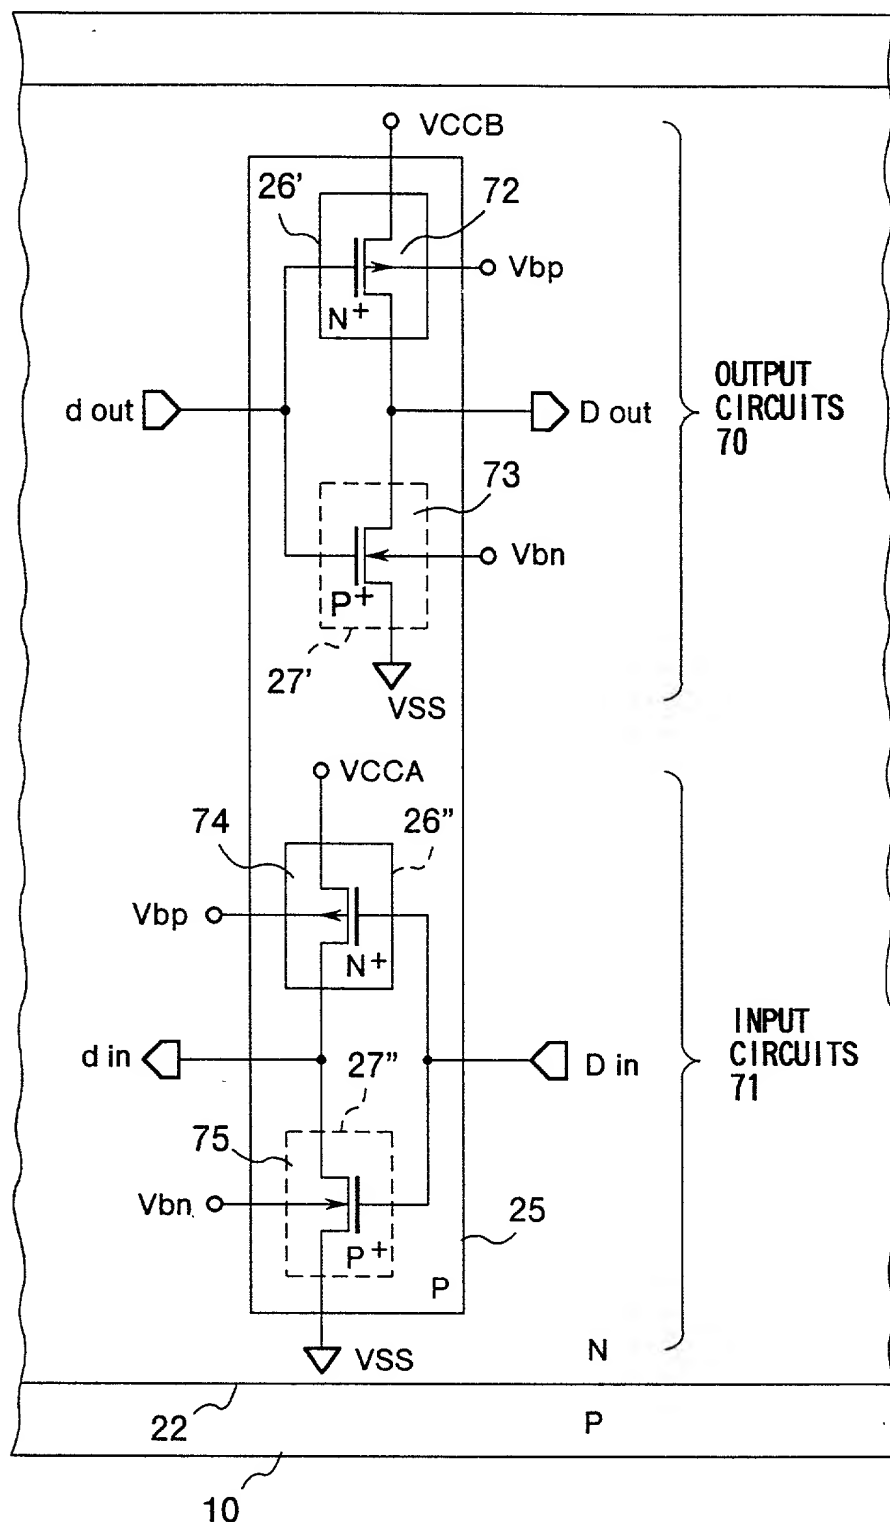 VCCB
26’
72
Vbp
N+
d out
D out
OUTPUT
CIRCUITS
70
73
Vbn
P+
27’
VSS
VCCA
74
26”
Vbp
N+
d in
D in
INPUT
CIRCUITS
71
27”
75
Vbn
25
P+
P
VSS
N
22
P
10